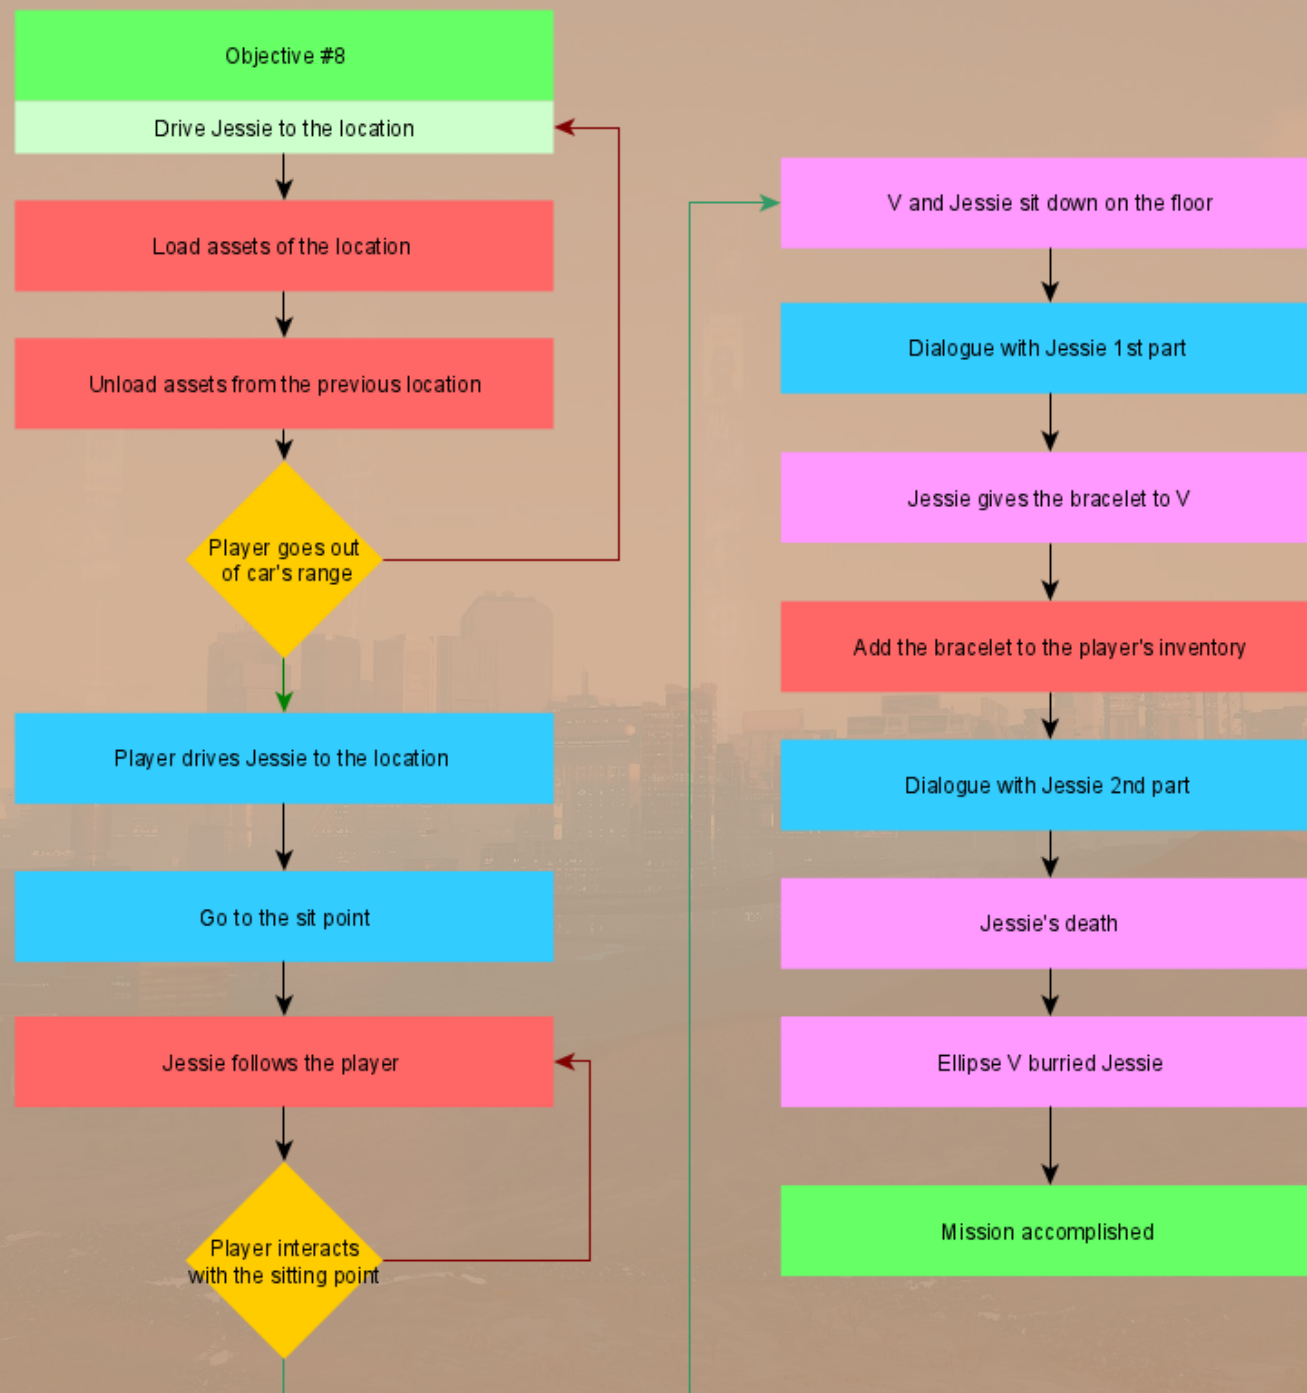 Objective #8
Drive Jessie to the location
Load assets of the location
Unload assets from the previous location
Player goes out
of car's range
Player drives Jessie to the location
Go to the sit point
Jessie follows the player
Player interacts
with the sitting point
V and Jessie sit down on the floor
Dialogue with Jessie 1st part
Jessie gives the bracelet to V
Add the bracelet to the player's inventory
Dialogue with Jessie 2nd part
Jessie's death
Ellipse V burried Jessie
Mission accomplished